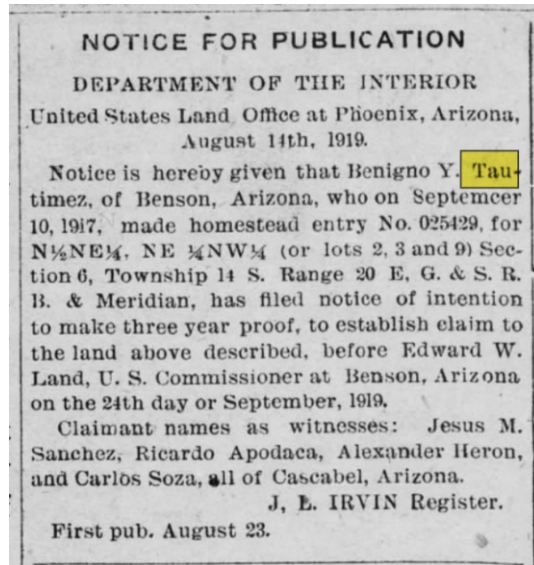 NOTICE FOR PUBLICATION
DEPARTMENT OF THE INTERIOR
United States Land Office at Phoenix, Arizona,
August 14th, 1919.
Notice is hereby given that Benigno Y. Tau-
timez, of Benson, Arizona, who on Septemcer
10, 1917, made homestead entry No. 025429, for
N½NE¼, NE ¼NW¼ (or lots 2, 3 and 9) Sec-
tion 6, Township 14 S. Range 20 E, G. & S. R.
B. & Meridian, has filed notice of intention
to make three year proof, to establish claim to
the land above described, before Edward W.
Land, U. S. Commissioner at Benson, Arizona
on the 24th day or September, 1919.
Claimant names as witnesses: Jesus M.
Sanchez, Ricardo Apodaca, Alexander Heron,
and Carlos Soza, all of Cascabel, Arizona.
J, L. IRVIN Register.
First pub. August 23.